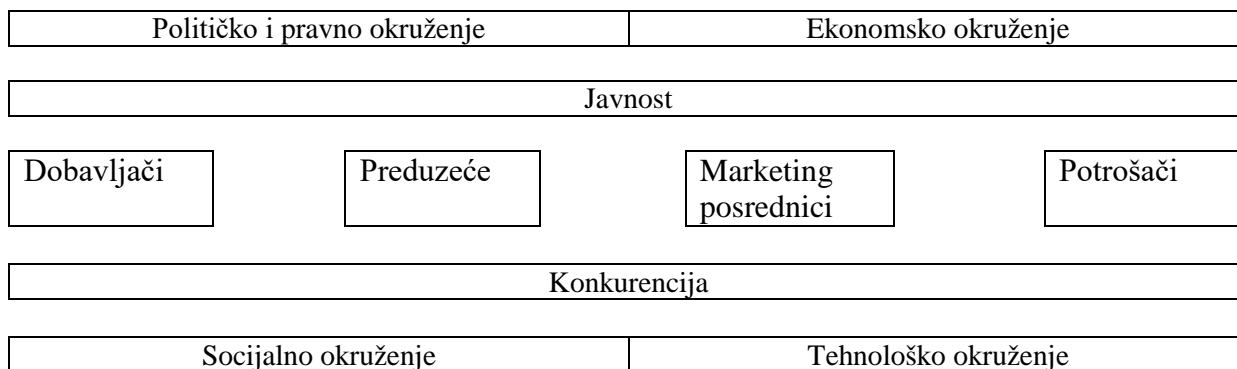 Političko i pravno okruženje
Ekonomsko okruženje
Javnost
Dobavljači
Preduzeće
Marketing
posrednici
Potrošači
Konkurencija
Socijalno okruženje
Tehnološko okruženje